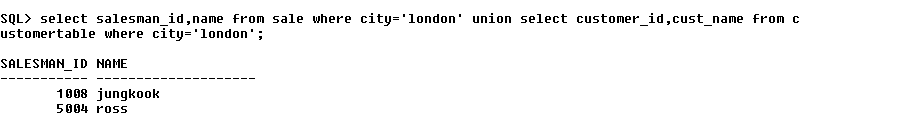 SQL> select salesman_id,name from sale where city='london' union select customer_id,cust_name from c
ustomertable where city='london';
SALESMAN_ID NAME
----------- --------------------
1008 jungkook
5004 ross